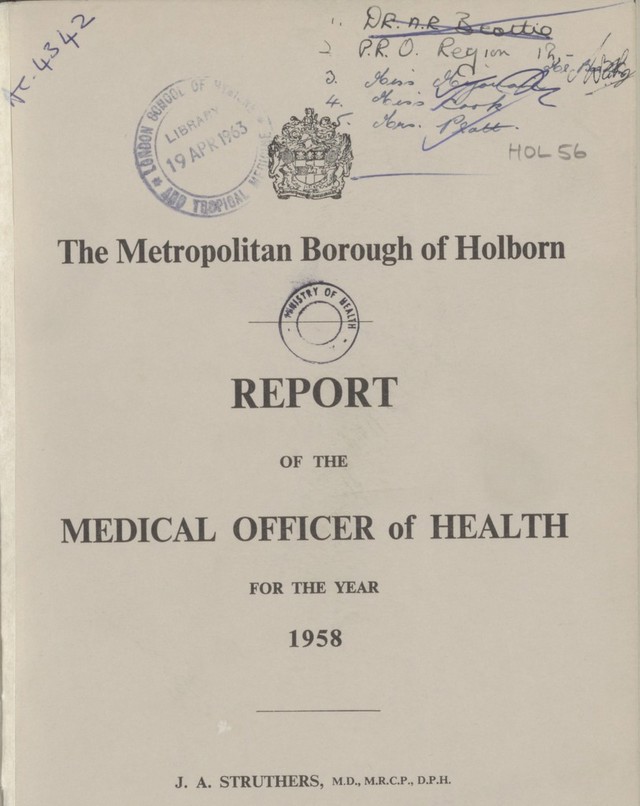 1. DR. A.R. Beattie
2 P.R.O. Region
3. Miss
4. Miss
5. Mrs. Pratt.
AC. 4342
LONDON SCHOOL OF HYGIENE
LIBRARY
19 APR 1963
AND TROPICAL MEDICINE
HOL 56
The Metropolitan Borough of Holborn
MINISTRY OF HEALTH
REPORT
OF THE
MEDICAL OFFICER of HEALTH
FOR THE YEAR
1958
J. A. STRUTHERS, M.D., M.R.C.P., D.P.H.